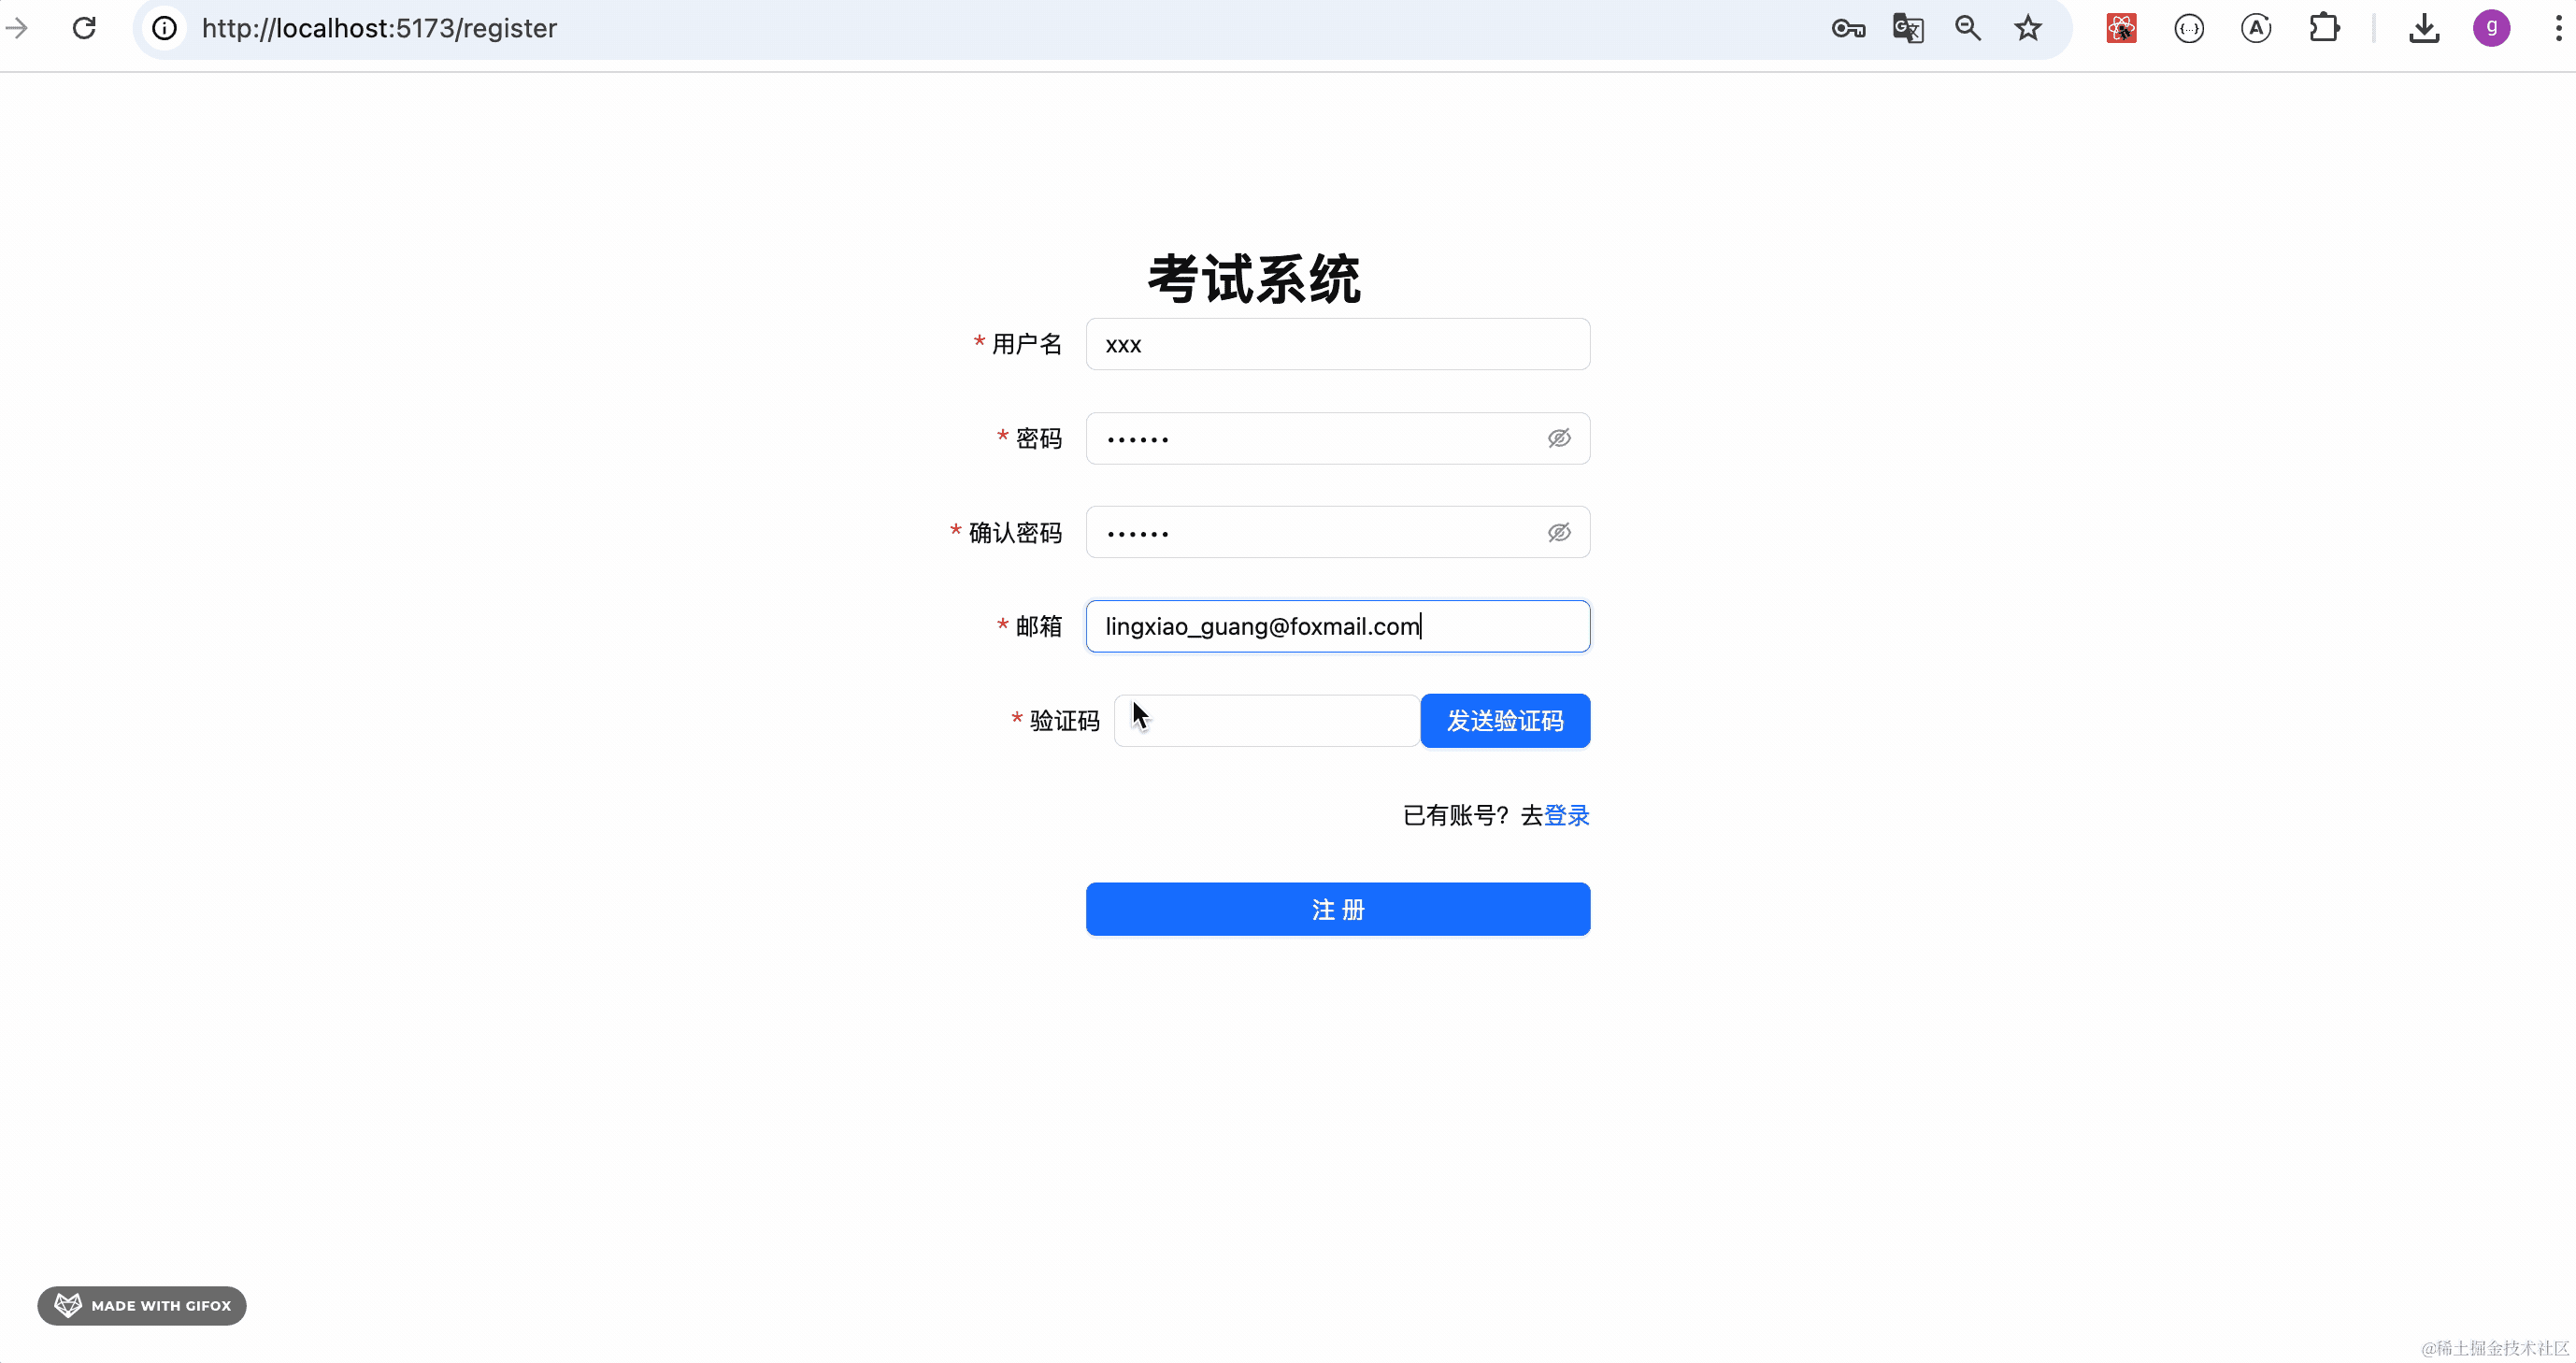 http://localhost:5173/register
g
考试系统
* 用户名 xxx
* 密码 ••••••
* 确认密码 ••••••
* 邮箱 lingxiao_guang@foxmail.com
* 验证码 发送验证码
已有账号？去登录
注 册
MADE WITH GIFOX
@稀土掘金技术社区